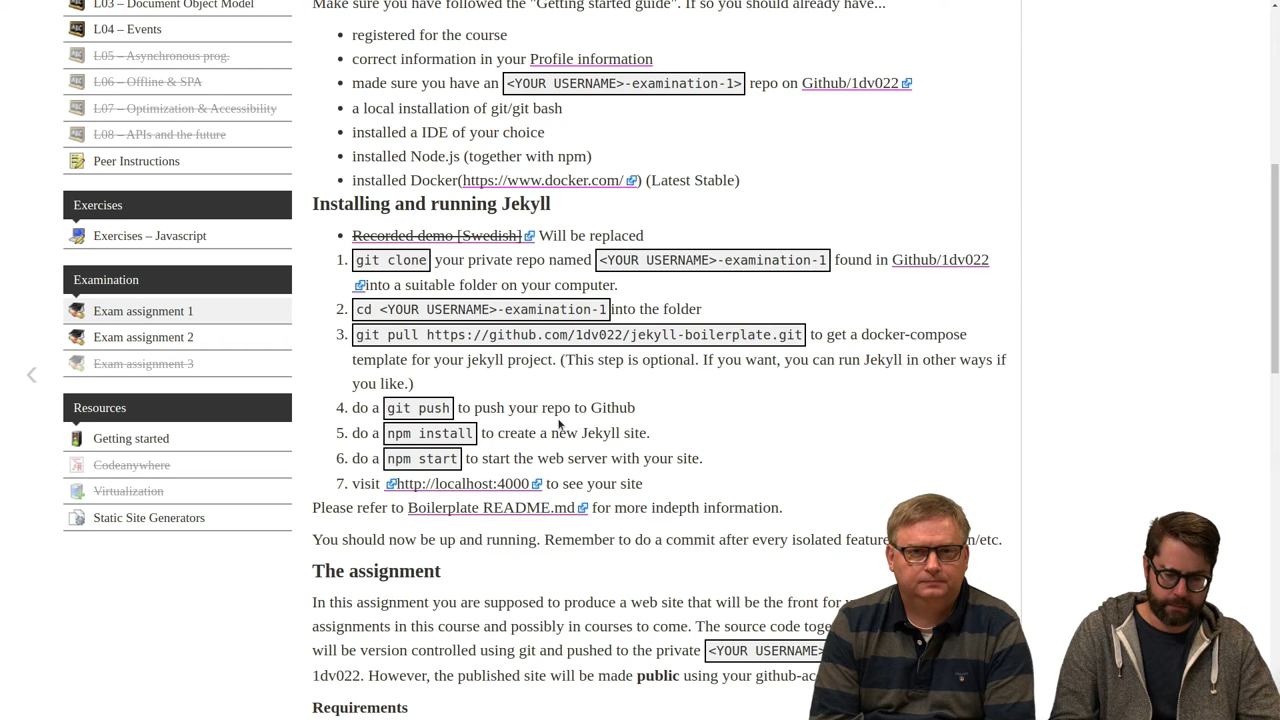 L03 – Document Object Model
L04 – Events
L05 – Asynchronous prog.
L06 – Offline & SPA
L07 – Optimization & Accessibility
L08 – APIs and the future
Peer Instructions
Exercises
Exercises – Javascript
Examination
Exam assignment 1
Exam assignment 2
Exam assignment 3
Resources
Getting started
Codeanywhere
Virtualization
Static Site Generators
Make sure you have followed the "Getting started guide". If so you should already have...
registered for the course
correct information in your Profile information
made sure you have an <YOUR USERNAME>-examination-1> repo on Github/1dv022
a local installation of git/git bash
installed a IDE of your choice
installed Node.js (together with npm)
installed Docker(https://www.docker.com/ ) (Latest Stable)
Installing and running Jekyll
Recorded demo [Swedish] Will be replaced
1. git clone your private repo named <YOUR USERNAME>-examination-1 found in Github/1dv022
into a suitable folder on your computer.
2. cd <YOUR USERNAME>-examination-1 into the folder
3. git pull https://github.com/1dv022/jekyll-boilerplate.git to get a docker-compose
template for your jekyll project. (This step is optional. If you want, you can run Jekyll in other ways if
you like.)
4. do a git push to push your repo to Github
5. do a npm install to create a new Jekyll site.
6. do a npm start to start the web server with your site.
7. visit http://localhost:4000 to see your site
Please refer to Boilerplate README.md for more indepth information.
You should now be up and running. Remember to do a commit after every isolated /etc.
The assignment
In this assignment you are supposed to produce a web site that will be the front for
assignments in this course and possibly in courses to come. The source code
will be version controlled using git and pushed to the private <YOUR USERNAME>
1dv022. However, the published site will be made public using your
Requirements